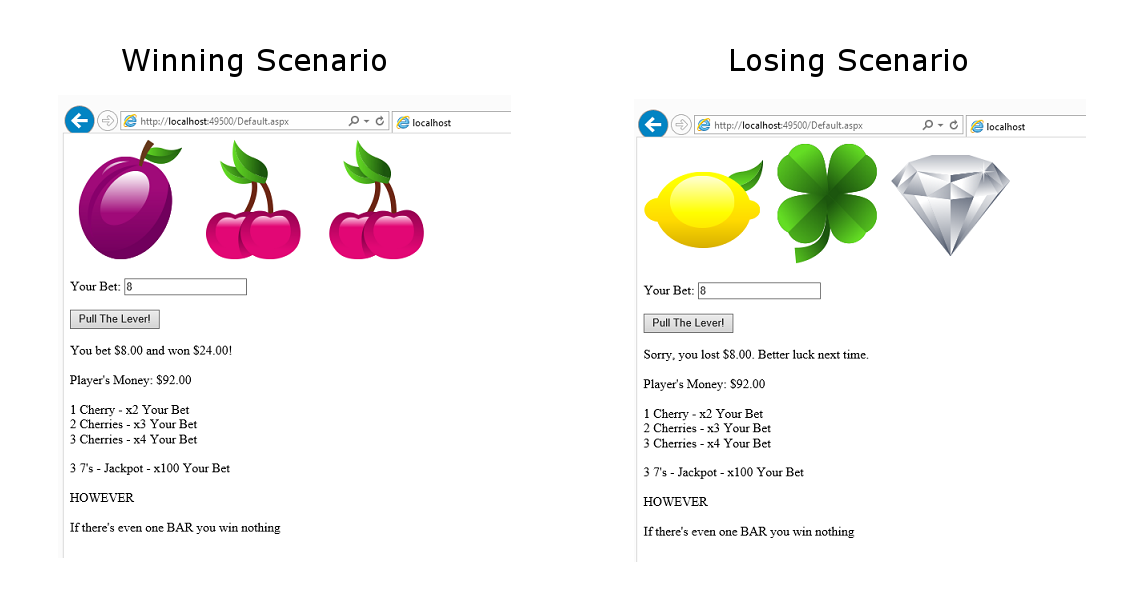 Winning Scenario
http://localhost:49500/Default.aspx
localhost
Your Bet: 8
Pull The Lever!
You bet $8.00 and won $24.00!
Player's Money: $92.00
1 Cherry - x2 Your Bet
2 Cherries - x3 Your Bet
3 Cherries - x4 Your Bet
3 7's - Jackpot - x100 Your Bet
HOWEVER
If there's even one BAR you win nothing
Losing Scenario
http://localhost:49500/Default.aspx
localhost
Your Bet: 8
Pull The Lever!
Sorry, you lost $8.00. Better luck next time.
Player's Money: $92.00
1 Cherry - x2 Your Bet
2 Cherries - x3 Your Bet
3 Cherries - x4 Your Bet
3 7's - Jackpot - x100 Your Bet
HOWEVER
If there's even one BAR you win nothing